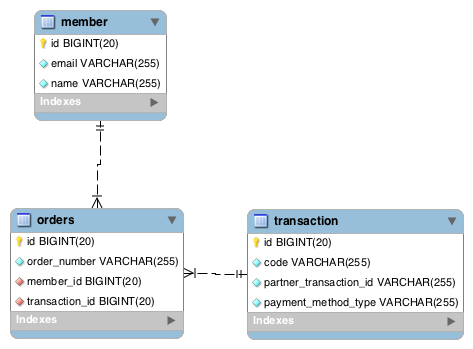 member
id BIGINT(20)
email VARCHAR(255)
name VARCHAR(255)
Indexes
orders
id BIGINT(20)
order_number VARCHAR(255)
member_id BIGINT(20)
transaction_id BIGINT(20)
Indexes
transaction
id BIGINT(20)
code VARCHAR(255)
partner_transaction_id VARCHAR(255)
payment_method_type VARCHAR(255)
Indexes